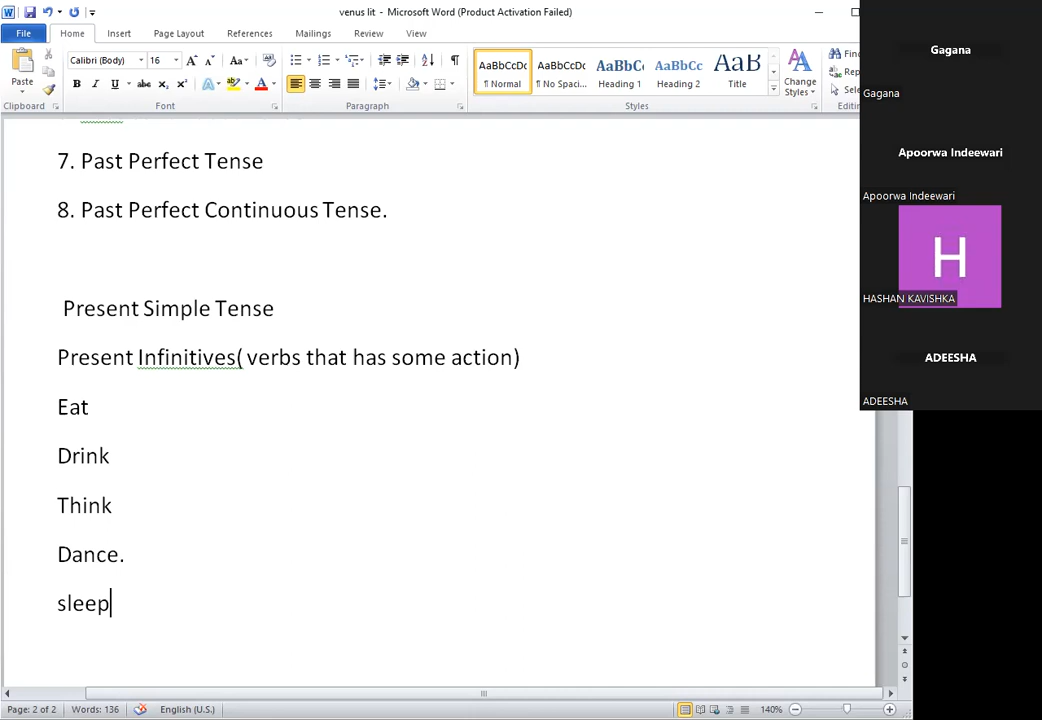 venus lit - Microsoft Word (Product Activation Failed)
File Home Insert Page Layout References Mailings Review View
Paste
Calibri (Body) 16
Clipboard Font Paragraph Styles
AaBbCcDc AaBbCcDc AaBbC AaBbCc AaB
¶ Normal ¶ No Spaci... Heading 1 Heading 2 Title
Change Styles
7. Past Perfect Tense
8. Past Perfect Continuous Tense.
Present Simple Tense
Present Infinitives( verbs that has some action)
Eat
Drink
Think
Dance.
sleep
Page: 2 of 2 Words: 136 English (U.S.) 140%
Gagana
Gagana
Apoorwa Indeewari
Apoorwa Indeewari
H
HASHAN KAVISHKA
ADEESHA
ADEESHA